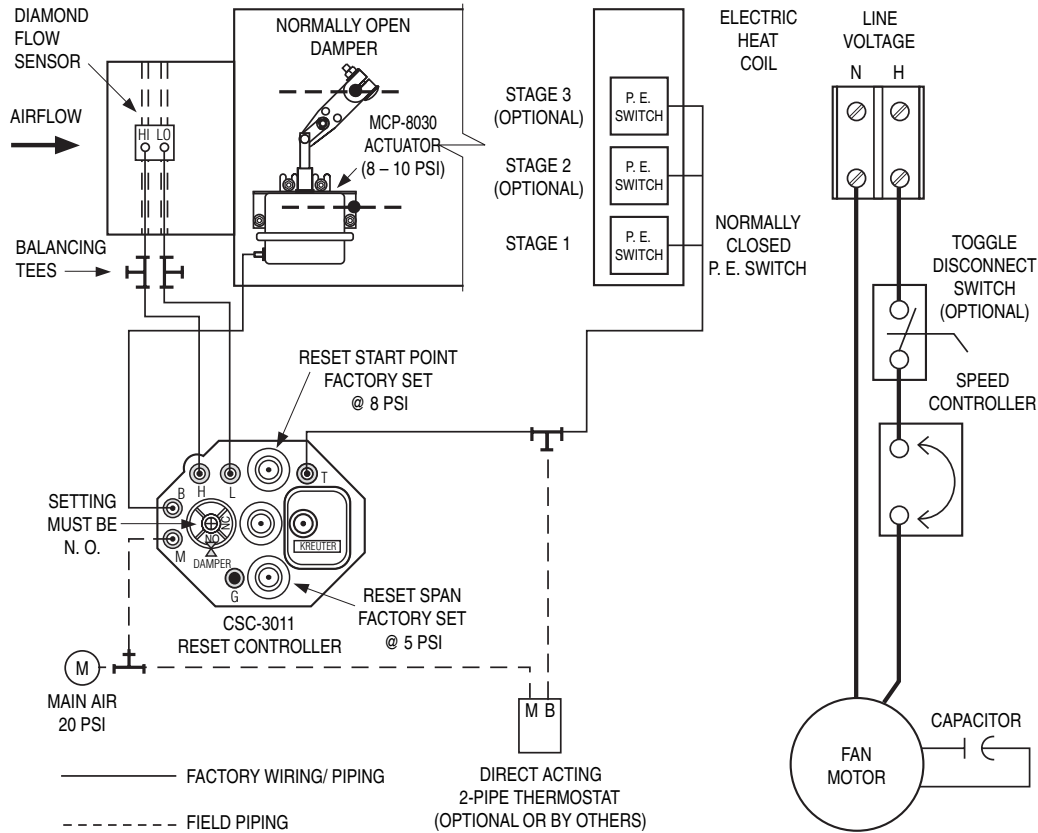 DIAMOND
FLOW
SENSOR
NORMALLY OPEN
DAMPER
ELECTRIC
HEAT
COIL
LINE
VOLTAGE
N H
AIRFLOW
HI LO
MCP-8030
ACTUATOR
(8 – 10 PSI)
STAGE 3
(OPTIONAL)
P. E.
SWITCH
STAGE 2
(OPTIONAL)
P. E.
SWITCH
STAGE 1
P. E.
SWITCH
NORMALLY
CLOSED
P. E. SWITCH
BALANCING
TEES
TOGGLE
DISCONNECT
SWITCH
(OPTIONAL)
SPEED
CONTROLLER
RESET START POINT
FACTORY SET
@ 8 PSI
SETTING
MUST BE
N. O.
B
H
L
T
M
NC
NO
DAMPER
G
KREUTER
CSC-3011
RESET CONTROLLER
RESET SPAN
FACTORY SET
@ 5 PSI
M
MAIN AIR
20 PSI
M B
DIRECT ACTING
2-PIPE THERMOSTAT
(OPTIONAL OR BY OTHERS)
FAN
MOTOR
CAPACITOR
FACTORY WIRING/ PIPING
FIELD PIPING